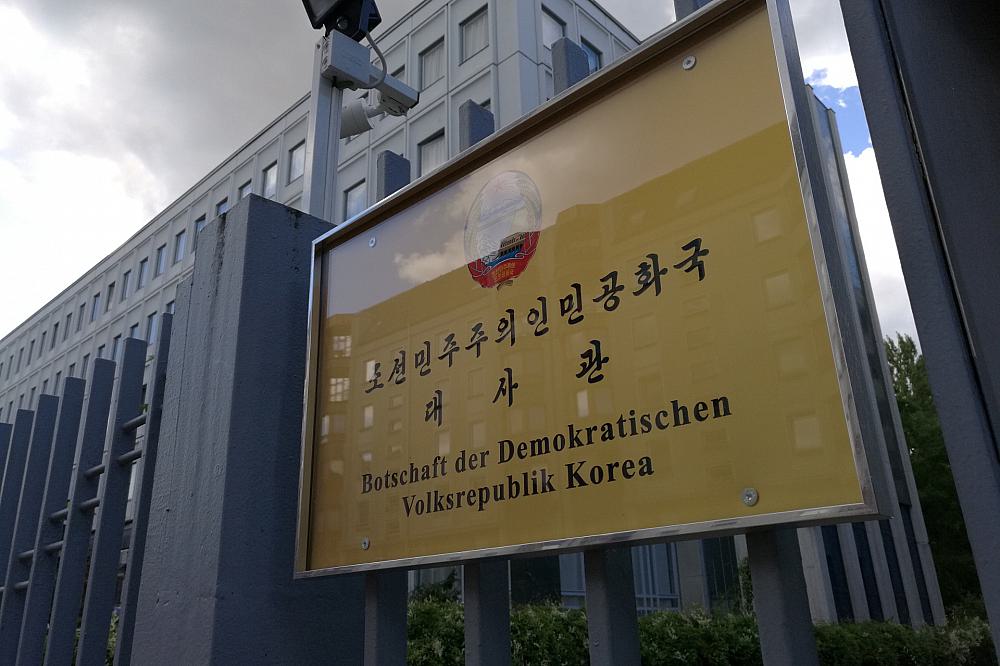 조선민주주의인민공화국
대 사 관
Botschaft der Demokratischen
Volksrepublik Korea